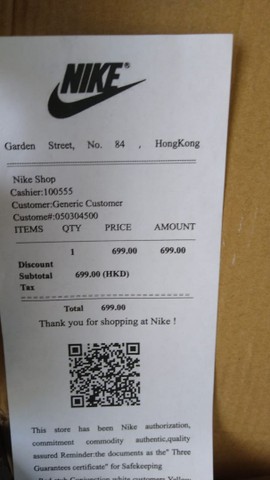 NIKE
Garden Street, No. 84 , HongKong
Nike Shop
Cashier:100555
Customer:Generic Customer
Custome#:050304500
ITEMS QTY PRICE AMOUNT
1 699.00 699.00
Discount
Subtotal 699.00 (HKD)
Tax
Total 699.00
Thank you for shopping at Nike !
This store has been Nike authorization,
commitment commodity authentic,quality
assured Reminder:the documents as the" Three
Guarantees certificate" for Safekeeping
white customers